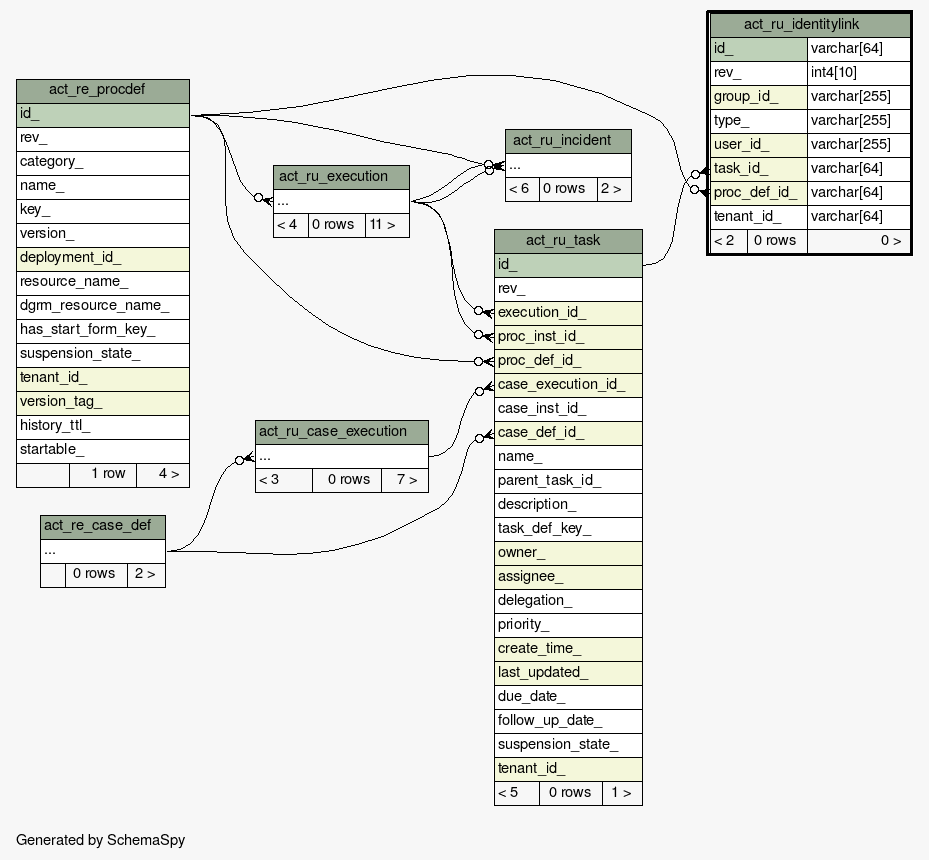 act_re_procdef
id_
rev_
category_
name_
key_
version_
deployment_id_
resource_name_
dgrm_resource_name_
has_start_form_key_
suspension_state_
tenant_id_
version_tag_
history_ttl_
startable_
1 row 4 >
act_re_case_def
...
0 rows 2 >
act_ru_execution
...
< 4 0 rows 11 >
act_ru_case_execution
...
< 3 0 rows 7 >
act_ru_incident
...
< 6 0 rows 2 >
act_ru_task
id_
rev_
execution_id_
proc_inst_id_
proc_def_id_
case_execution_id_
case_inst_id_
case_def_id_
name_
parent_task_id_
description_
task_def_key_
owner_
assignee_
delegation_
priority_
create_time_
last_updated_
due_date_
follow_up_date_
suspension_state_
tenant_id_
< 5 0 rows 1 >
act_ru_identitylink
id_ varchar[64]
rev_ int4[10]
group_id_ varchar[255]
type_ varchar[255]
user_id_ varchar[255]
task_id_ varchar[64]
proc_def_id_ varchar[64]
tenant_id_ varchar[64]
< 2 0 rows 0 >
Generated by SchemaSpy